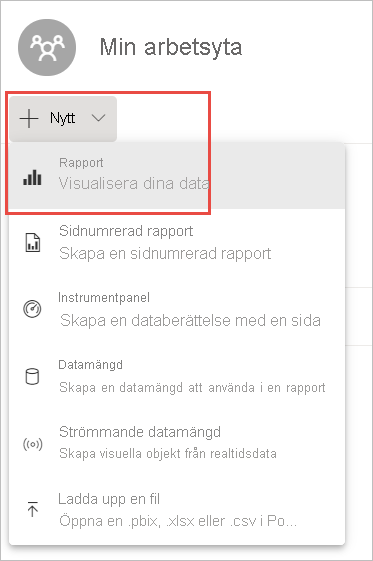 Min arbetsyta
Nytt
Rapport
Visualisera dina data
Sidnumrerad rapport
Skapa en sidnumrerad rapport
Instrumentpanel
Skapa en databerättelse med en sida
Datamängd
Skapa en datamängd att använda i en rapport
Strömmande datamängd
Skapa visuella objekt från realtidsdata
Ladda upp en fil
Öppna en .pbix, .xlsx eller .csv i Po...